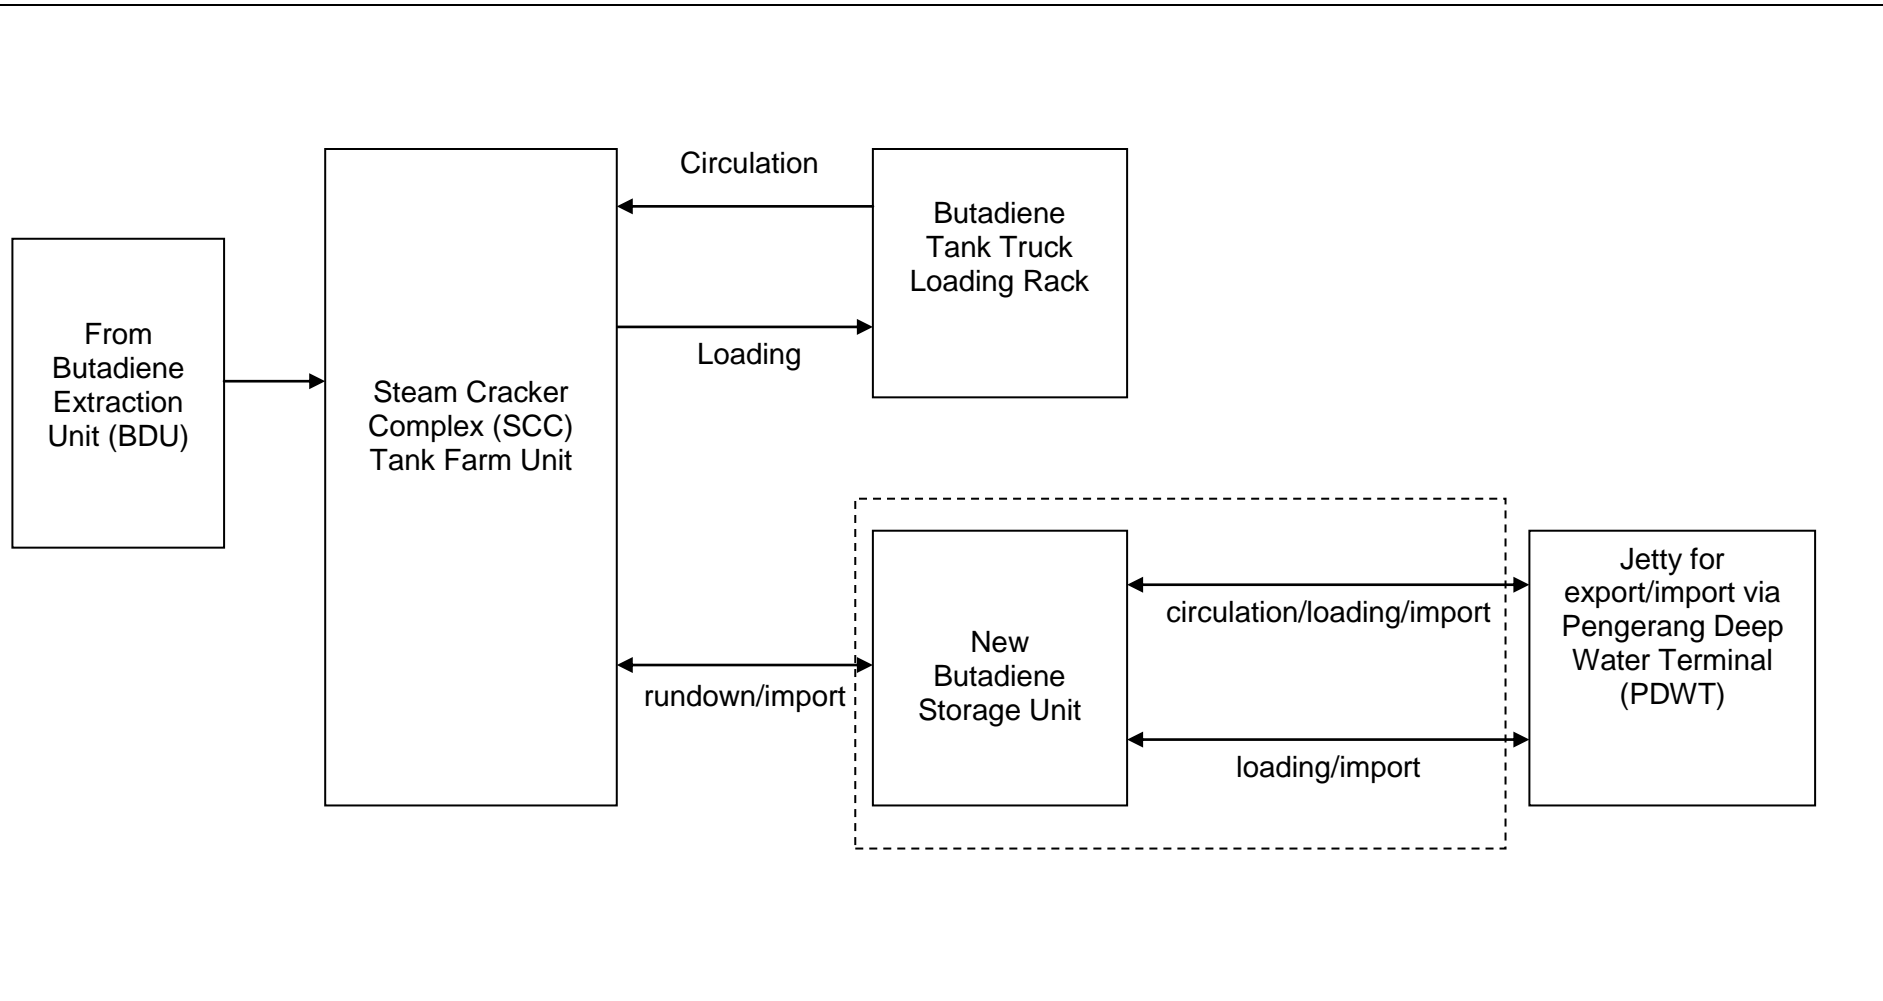 From
Butadiene
Extraction
Unit (BDU)
Steam Cracker
Complex (SCC)
Tank Farm Unit
Circulation
Loading
Butadiene
Tank Truck
Loading Rack
rundown/import
New
Butadiene
Storage Unit
circulation/loading/import
loading/import
Jetty for
export/import via
Pengerang Deep
Water Terminal
(PDWT)